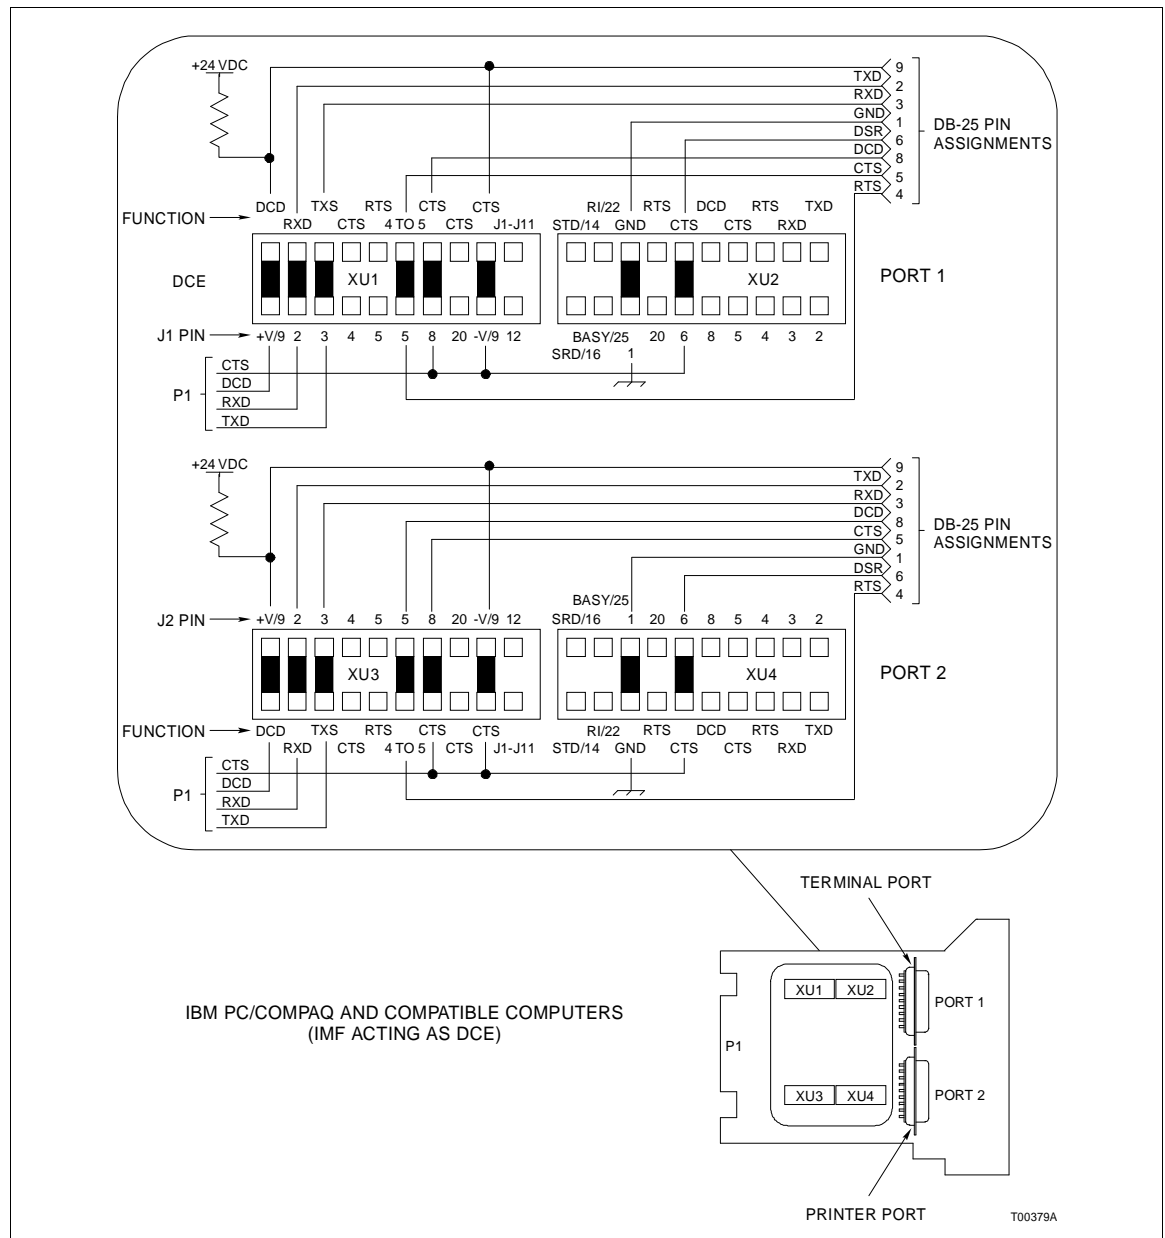 +24 VDC
9
TXD
2
RXD
3
GND
1
DSR
6
DCD
8
CTS
5
RTS
4
DB-25 PIN
ASSIGNMENTS
FUNCTION
DCD TXS RTS CTS CTS
RXD CTS 4 TO 5 CTS J1-J11
RI/22 RTS DCD RTS TXD
STD/14 GND CTS CTS RXD
DCE
XU1
XU2
PORT 1
J1 PIN
+V/9 2 3 4 5 5 8 20 -V/9 12
BASY/25 20 6 8 5 4 3 2
SRD/16 1
P1
CTS
DCD
RXD
TXD
+24 VDC
9
TXD
2
RXD
3
DCD
8
CTS
5
GND
1
DSR
6
RTS
4
DB-25 PIN
ASSIGNMENTS
BASY/25
J2 PIN
+V/9 2 3 4 5 5 8 20 -V/9 12
SRD/16 1 20 6 8 5 4 3 2
XU3
XU4
PORT 2
FUNCTION
DCD TXS RTS CTS CTS
RXD CTS 4 TO 5 CTS J1-J11
RI/22 RTS DCD RTS TXD
STD/14 GND CTS CTS RXD
P1
CTS
DCD
RXD
TXD
TERMINAL PORT
IBM PC/COMPAQ AND COMPATIBLE COMPUTERS
(IMF ACTING AS DCE)
XU1 XU2
PORT 1
P1
XU3 XU4
PORT 2
PRINTER PORT
T00379A